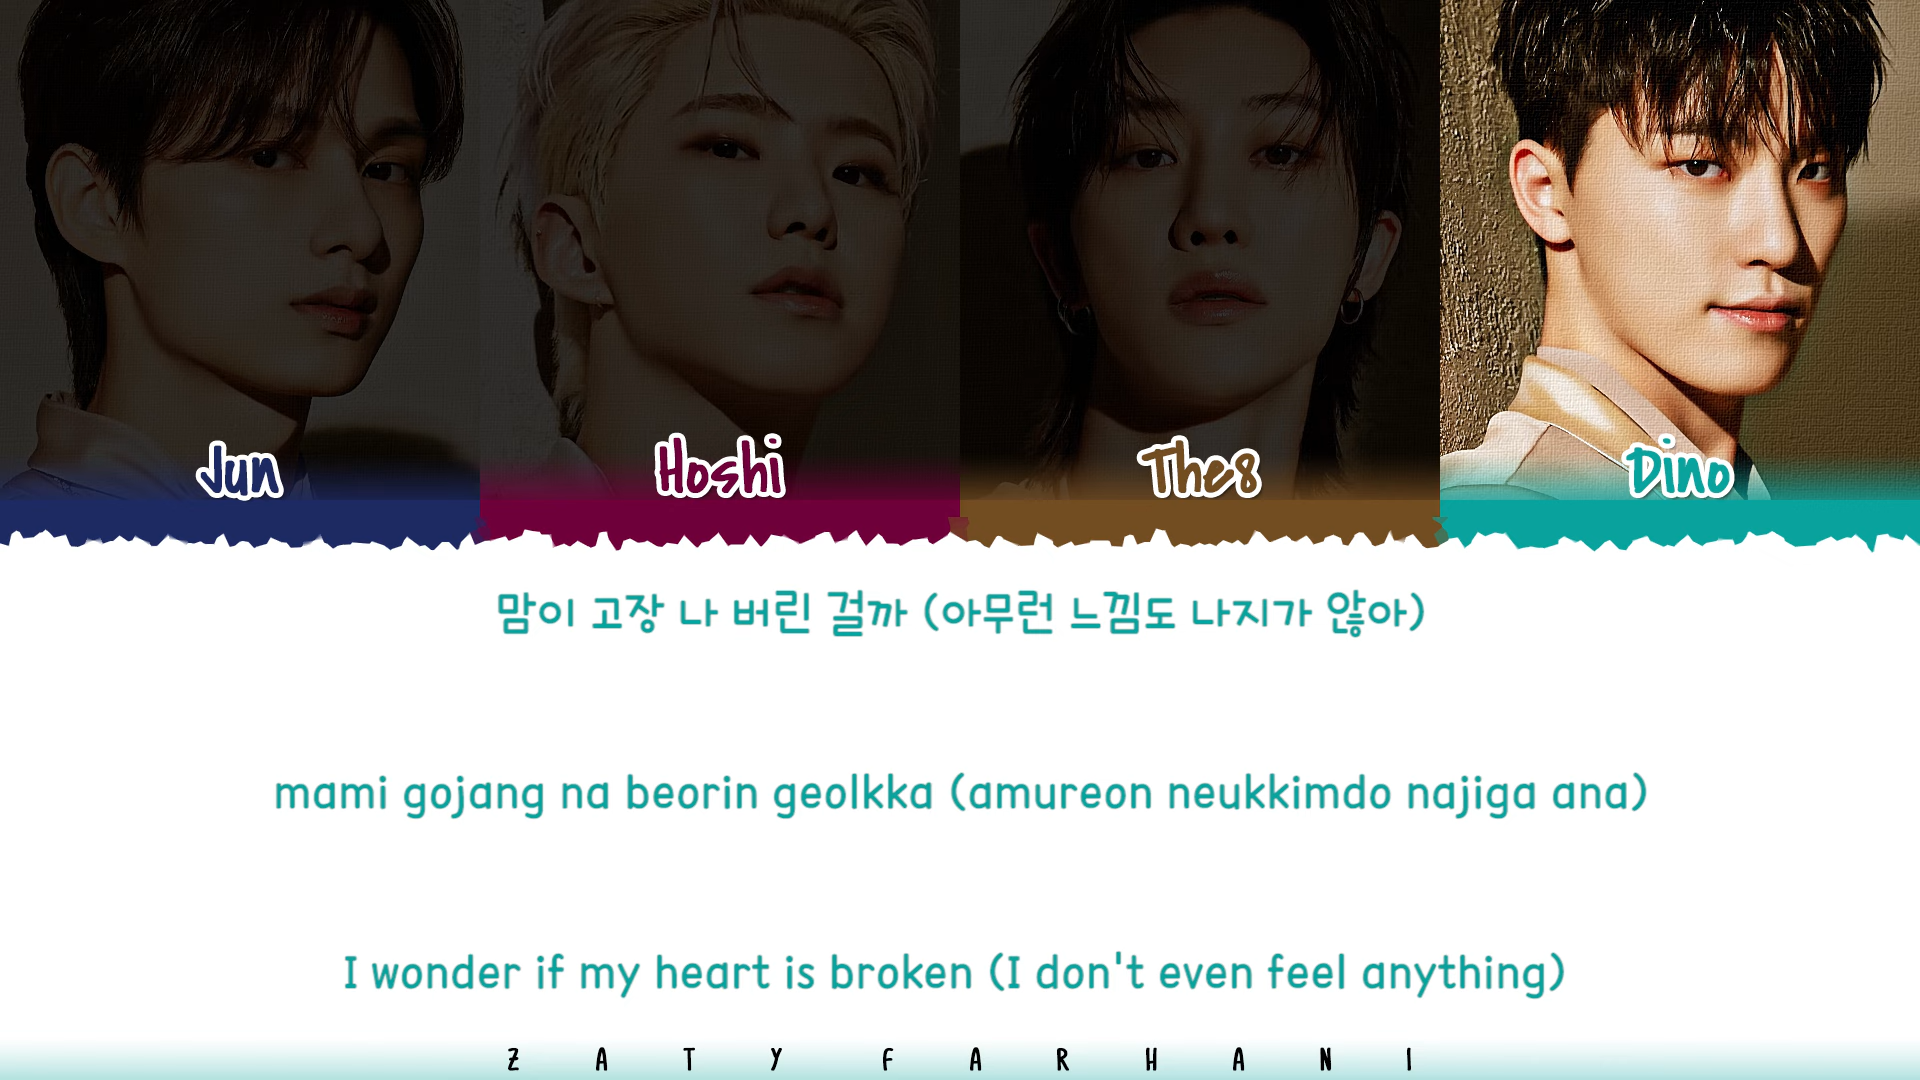 Jun Hoshi The8 Dino
맘이 고장 나 버린 걸까 (아무런 느낌도 나지가 않아)
mami gojang na beorin geolkka (amureon neukkimdo najiga ana)
I wonder if my heart is broken (I don't even feel anything)
ZATY FARHANI